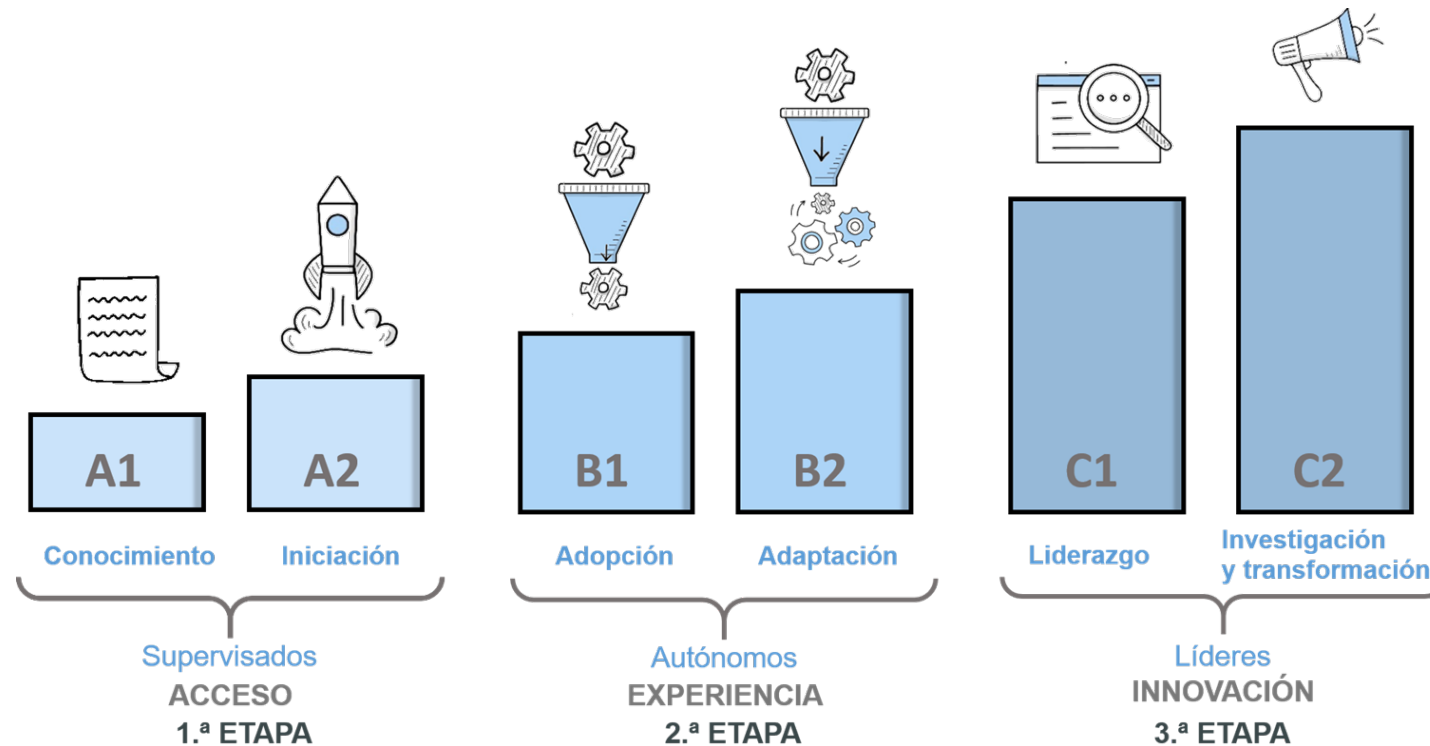 A1
A2
B1
B2
C1
C2
Conocimiento
Iniciación
Adopción
Adaptación
Liderazgo
Investigación
y transformación
Supervisados
ACCESO
1.ª ETAPA
Autónomos
EXPERIENCIA
2.ª ETAPA
Líderes
INNOVACIÓN
3.ª ETAPA